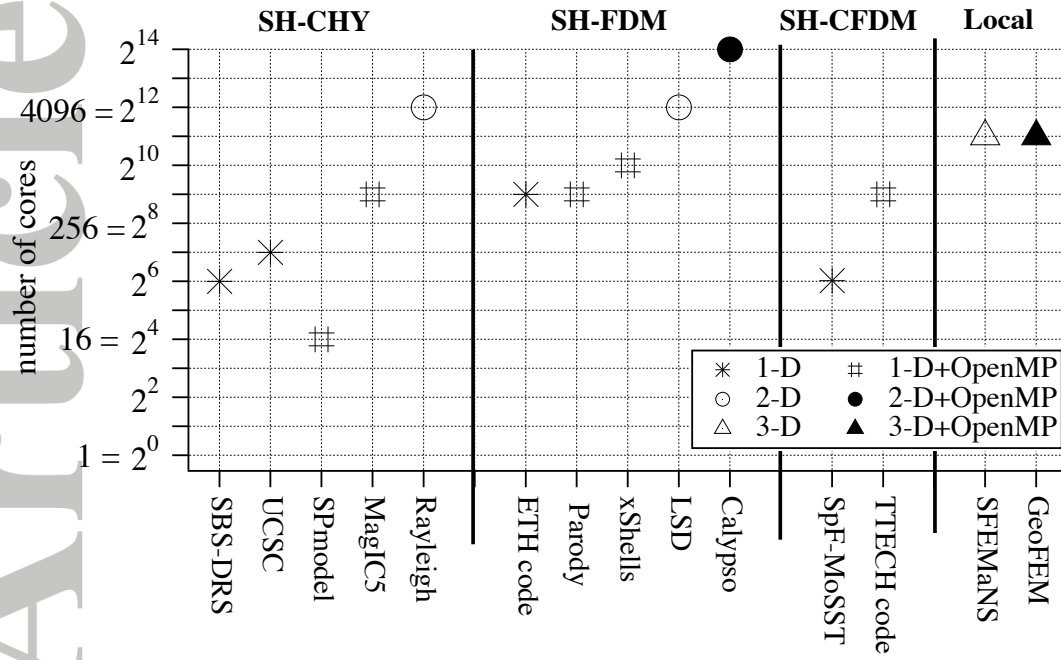 SH-CHY SH-FDM SH-CFDM Local
2^14
4096 = 2^12
2^10
256 = 2^8
2^6
16 = 2^4
2^2
1 = 2^0
number of cores
1-D 1-D+OpenMP
2-D 2-D+OpenMP
3-D 3-D+OpenMP
SBS-DRS
UCSC
SPmodel
MagIC5
Rayleigh
ETH code
Parody
xShells
LSD
Calypso
SpF-MoSST
TTECH code
SFEMaNS
GeoFEM
Article